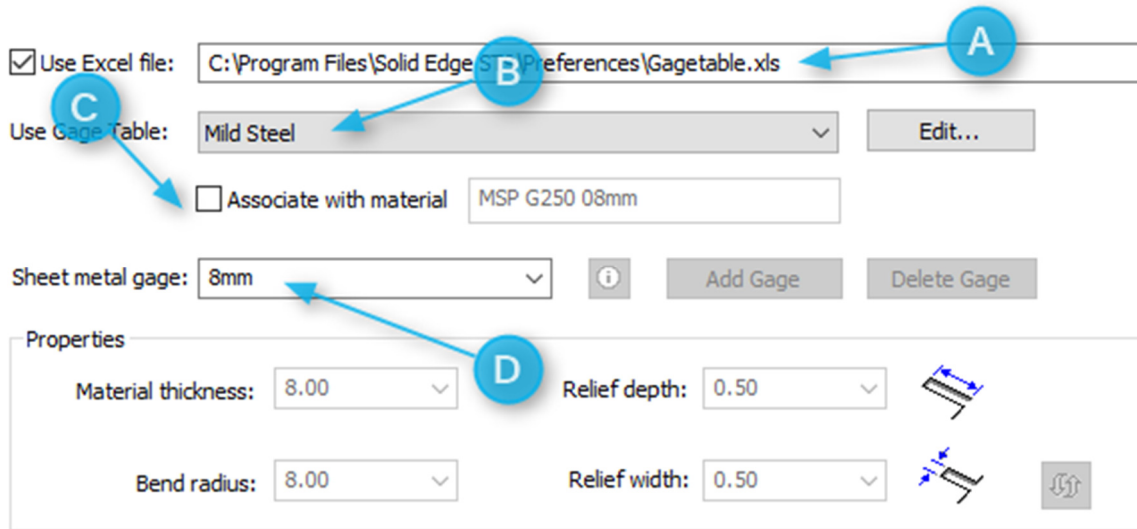 A
Use Excel file: C:\Program Files\Solid Edge ST9\Preferences\Gagetable.xls
B
C
Use Gage Table: Mild Steel Edit...
Associate with material MSP G250 08mm
Sheet metal gage: 8mm Add Gage Delete Gage
Properties
D
Material thickness: 8.00 Relief depth: 0.50
Bend radius: 8.00 Relief width: 0.50